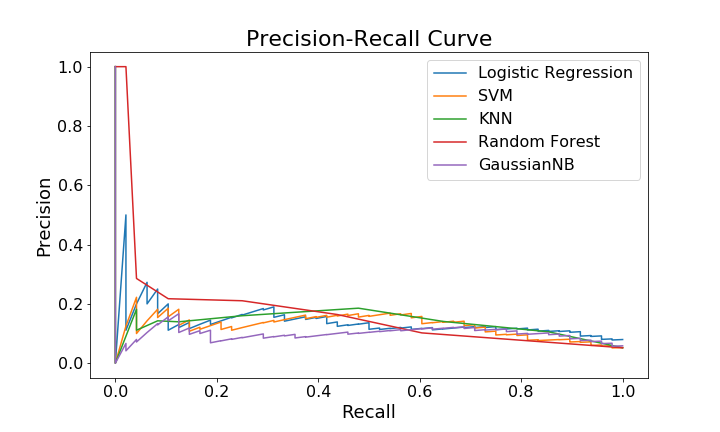 Precision-Recall Curve
Precision
1.0
0.8
0.6
0.4
0.2
0.0
Logistic Regression
SVM
KNN
Random Forest
GaussianNB
0.0 0.2 0.4 0.6 0.8 1.0
Recall